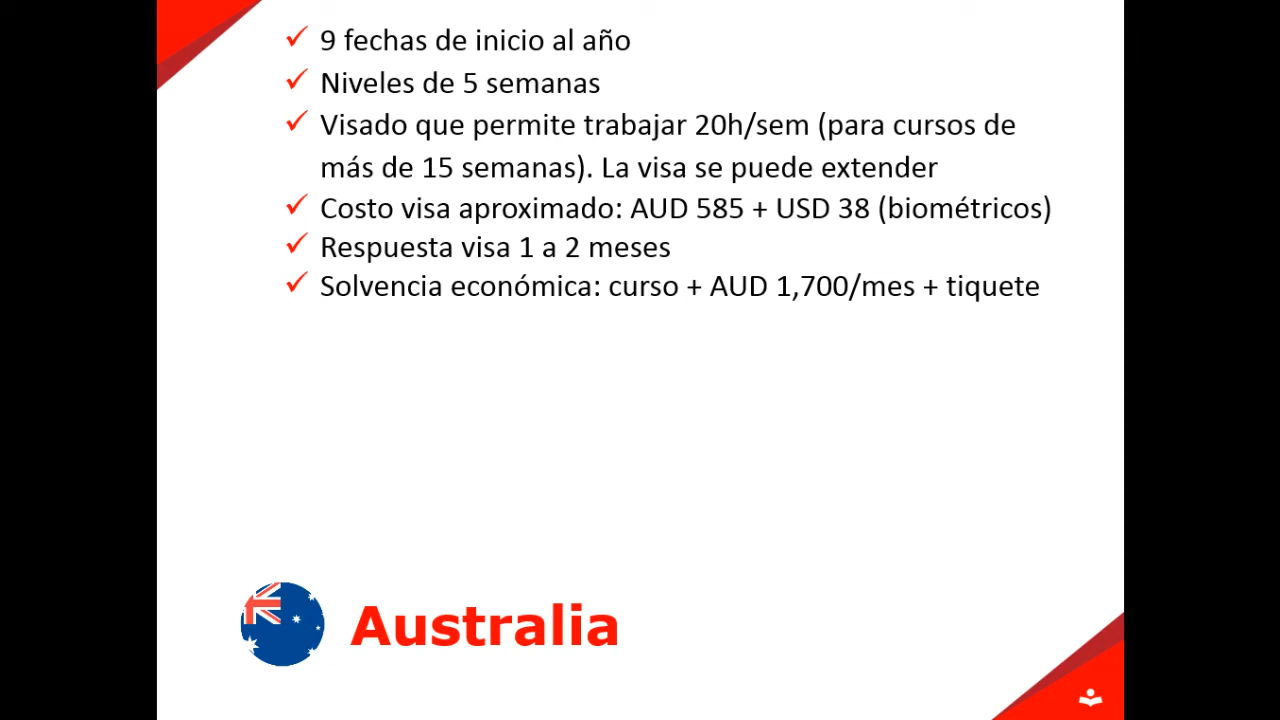 9 fechas de inicio al año
Niveles de 5 semanas
Visado que permite trabajar 20h/sem (para cursos de
más de 15 semanas). La visa se puede extender
Costo visa aproximado: AUD 585 + USD 38 (biométricos)
Respuesta visa 1 a 2 meses
Solvencia económica: curso + AUD 1,700/mes + tiquete
Australia